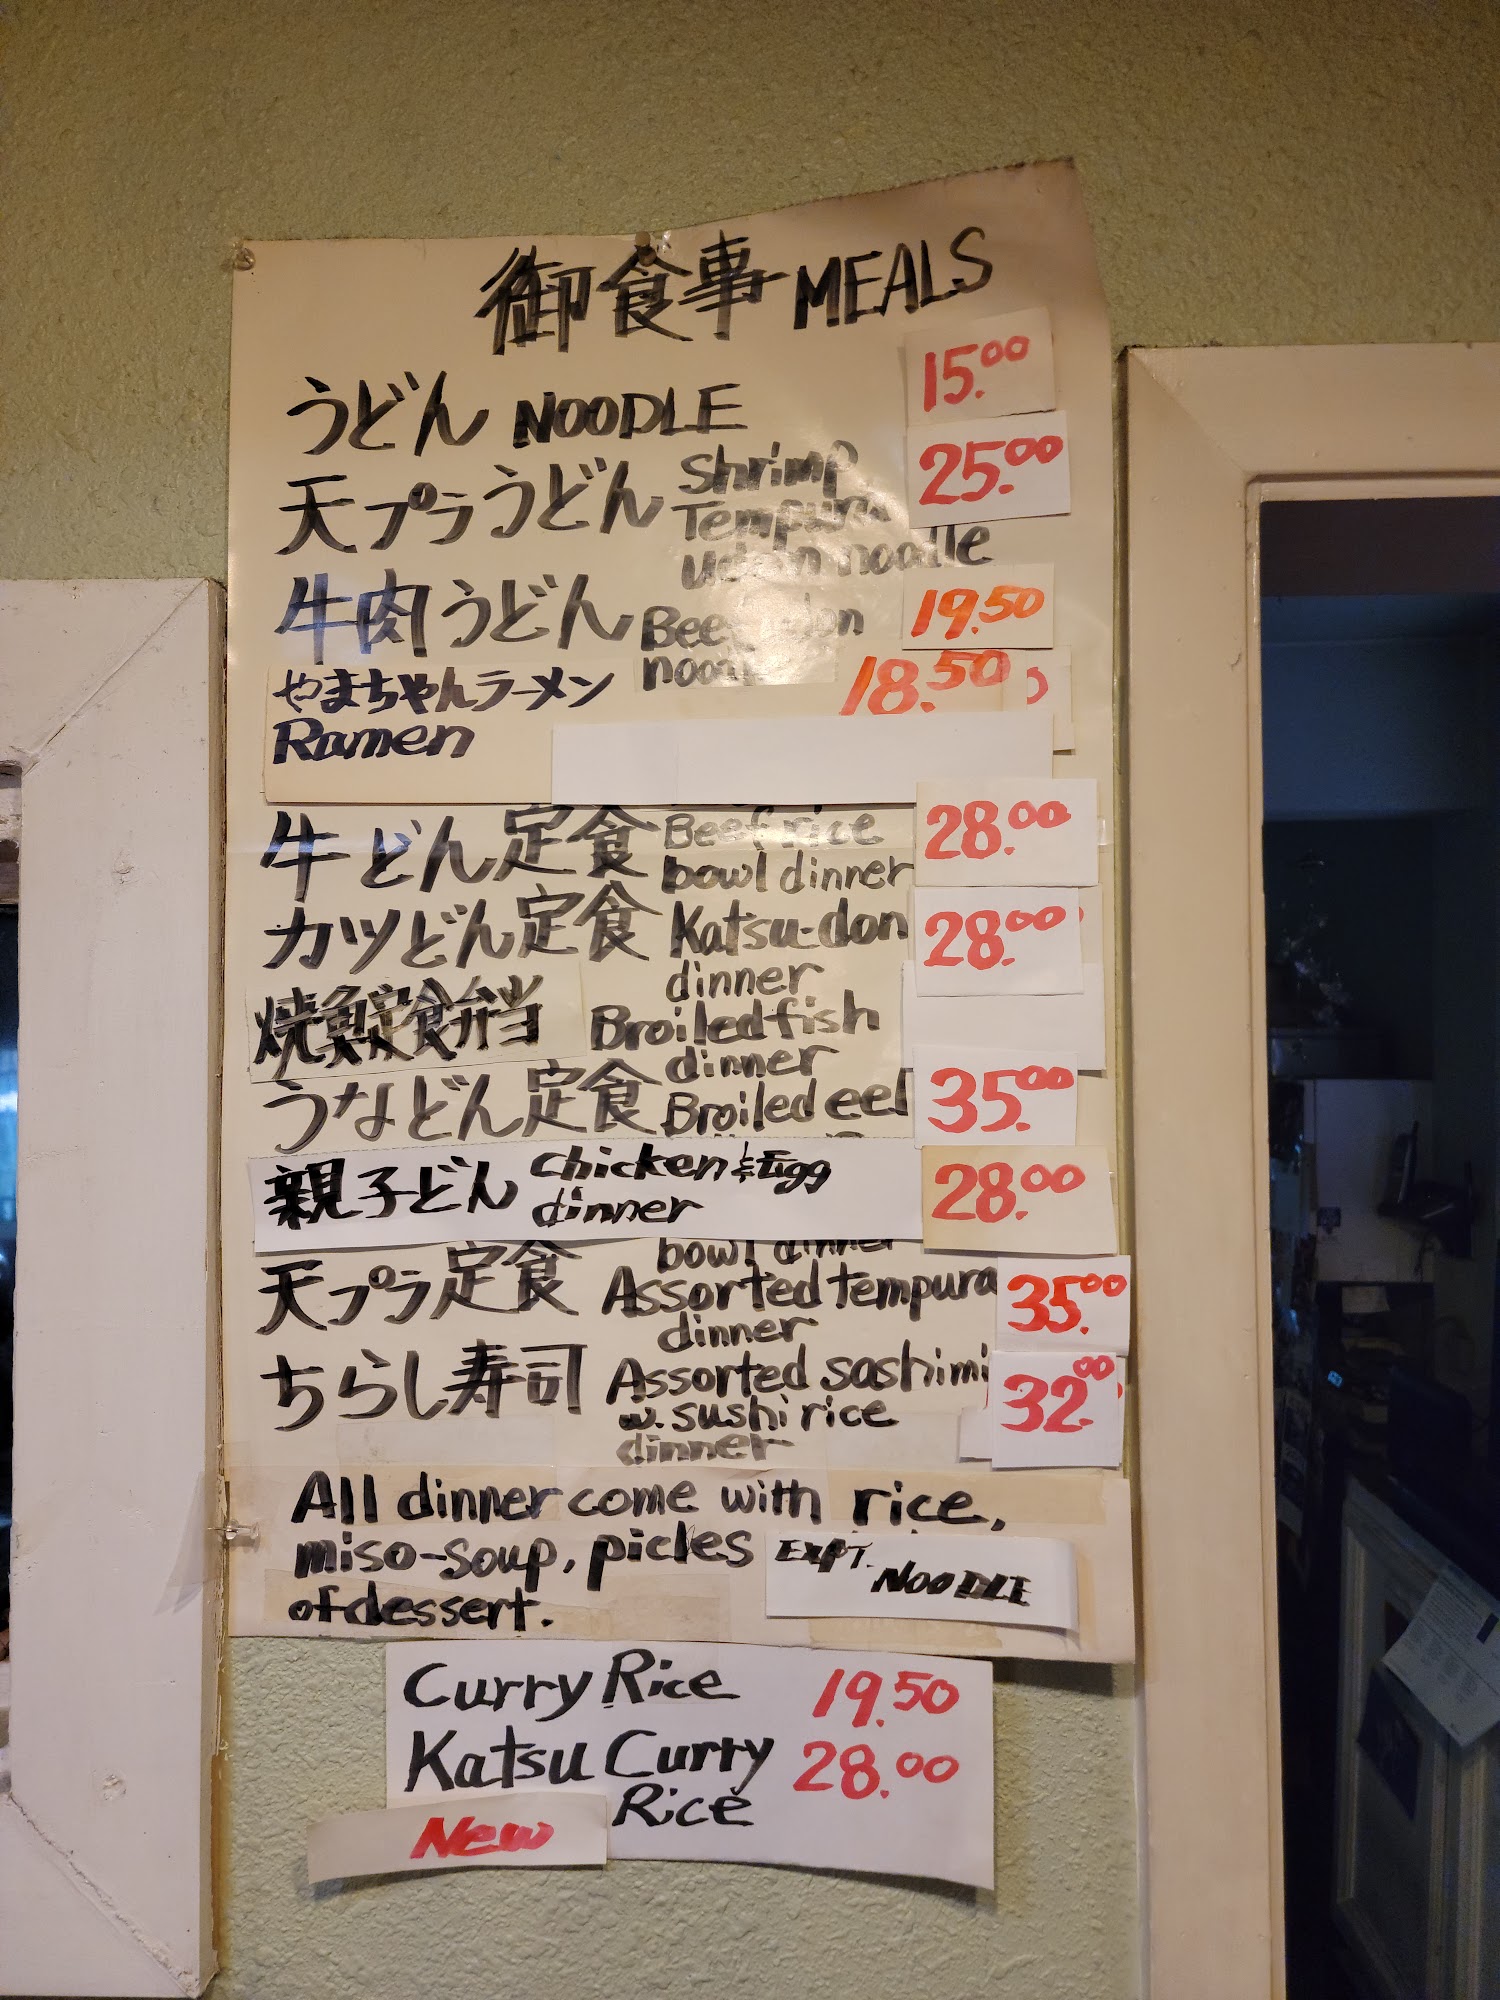 御食事 MEALS
うどん NOODLE 15.00
天プラうどん Shrimp 25.00
Tempura
udon noodle
牛肉うどん Beef udon 19.50
やまちゃんラーメン 18.50
Ramen
牛どん定食 Beef rice 28.00
bowl dinner
カツどん定食 Katsu-don 28.00
dinner
焼魚定食弁当 Broiled fish
dinner
うなどん定食 Broiled eel 35.00
親子どん chicken & Egg 28.00
dinner
bowl dinner
天プラ定食 Assorted tempura 35.00
dinner
ちらし寿司 Assorted sashimi 32.00
w. sushi rice
dinner
All dinner come with rice,
miso-soup, picles EXPT.
NOODLE
of dessert.
Curry Rice 19.50
Katsu Curry 28.00
Rice
New